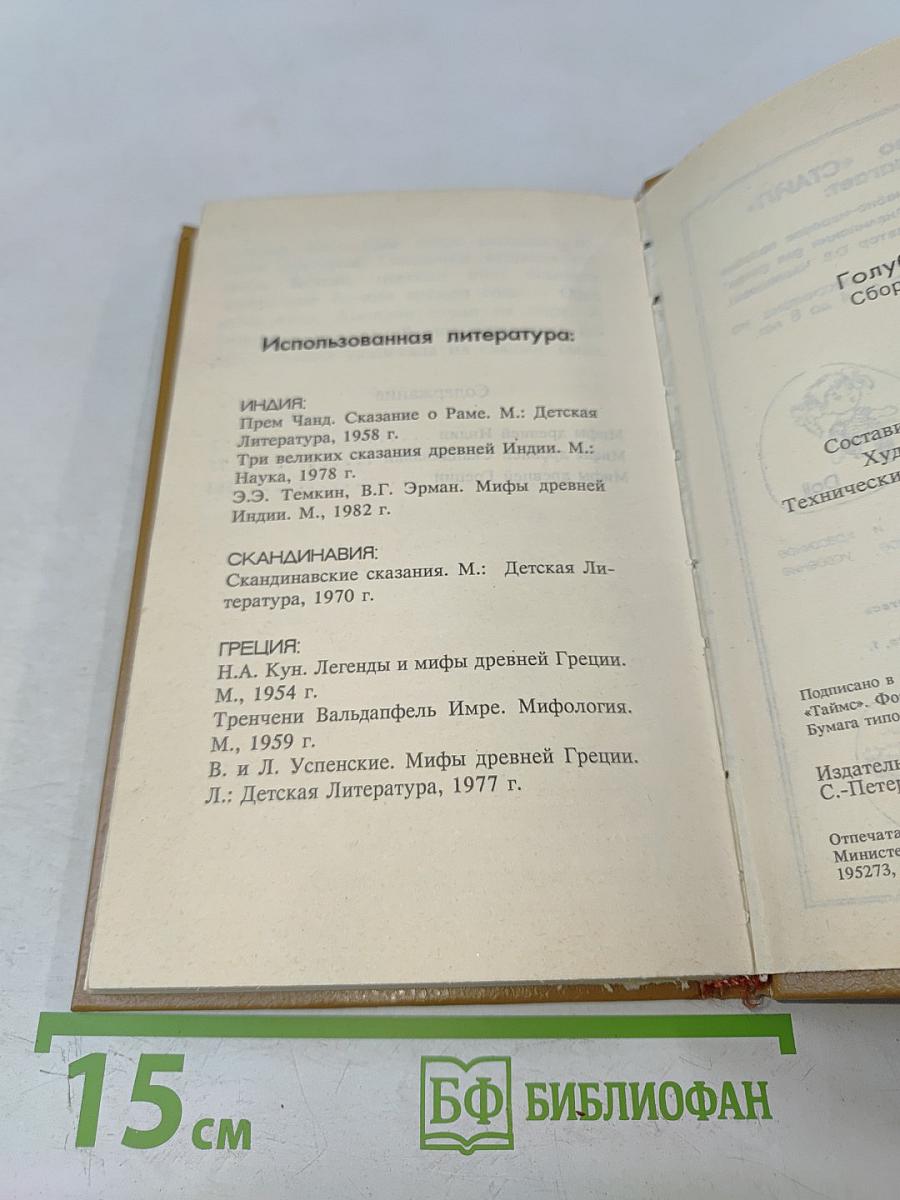 Использованная литература:
ИНДИЯ:
Прем Чанд. Сказание о Раме. М.: Детская
Литература, 1958 г.
Три великих сказания древней Индии. М.:
Наука, 1978 г.
Э.Э. Темкин, В.Г. Эрман. Мифы древней
Индии. М., 1982 г.
СКАНДИНАВИЯ:
Скандинавские сказания. М.: Детская Ли-
тература, 1970 г.
ГРЕЦИЯ:
Н.А. Кун. Легенды и мифы древней Греции.
М., 1954 г.
Тренчени Вальдапфель Имре. Мифология.
М., 1959 г.
В. и Л. Успенские. Мифы древней Греции.
Л.: Детская Литература, 1977 г.
Голуб
Сбор
Состави
Худ
Технически
Подписано в
«Таймс». Фо
Бумага типо
Издатель
С.-Петер
Отпечата
Министе
195273,
15 см
БФ БИБЛИОФАН